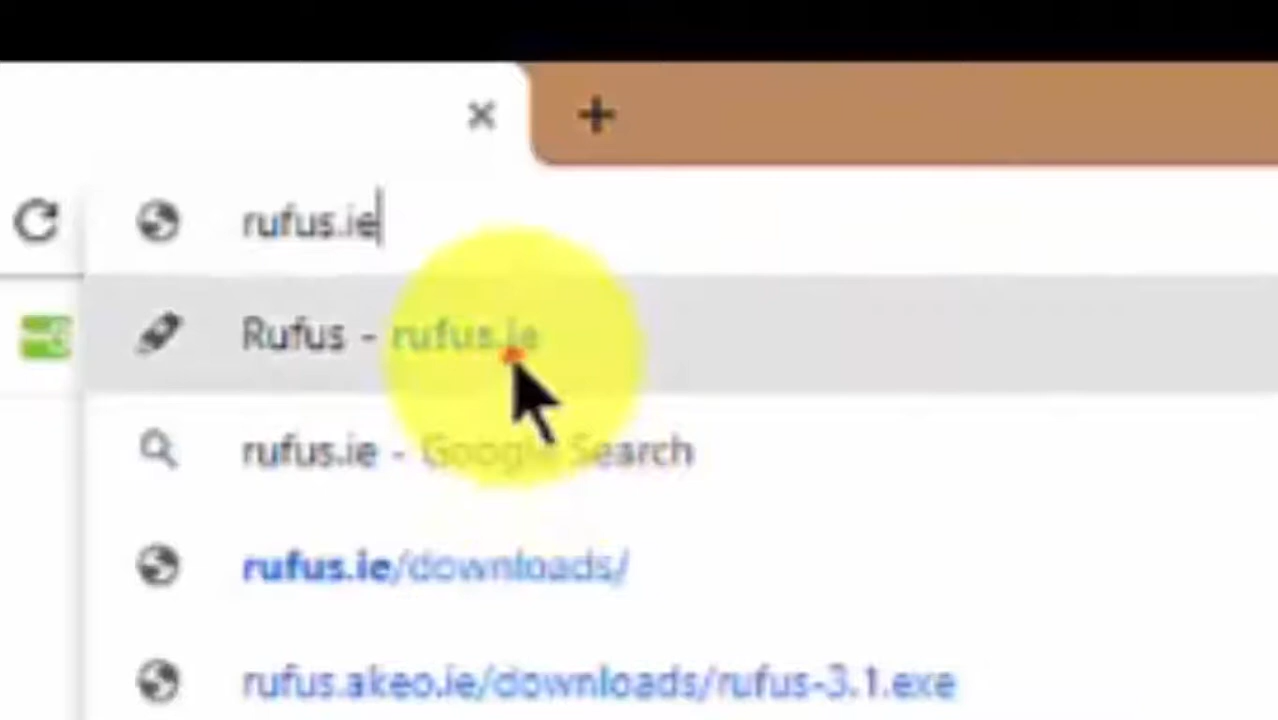 rufus.ie
Rufus - rufus.ie
rufus.ie - Google Search
rufus.ie/downloads/
rufus.akeo.ie/downloads/rufus-3.1.exe